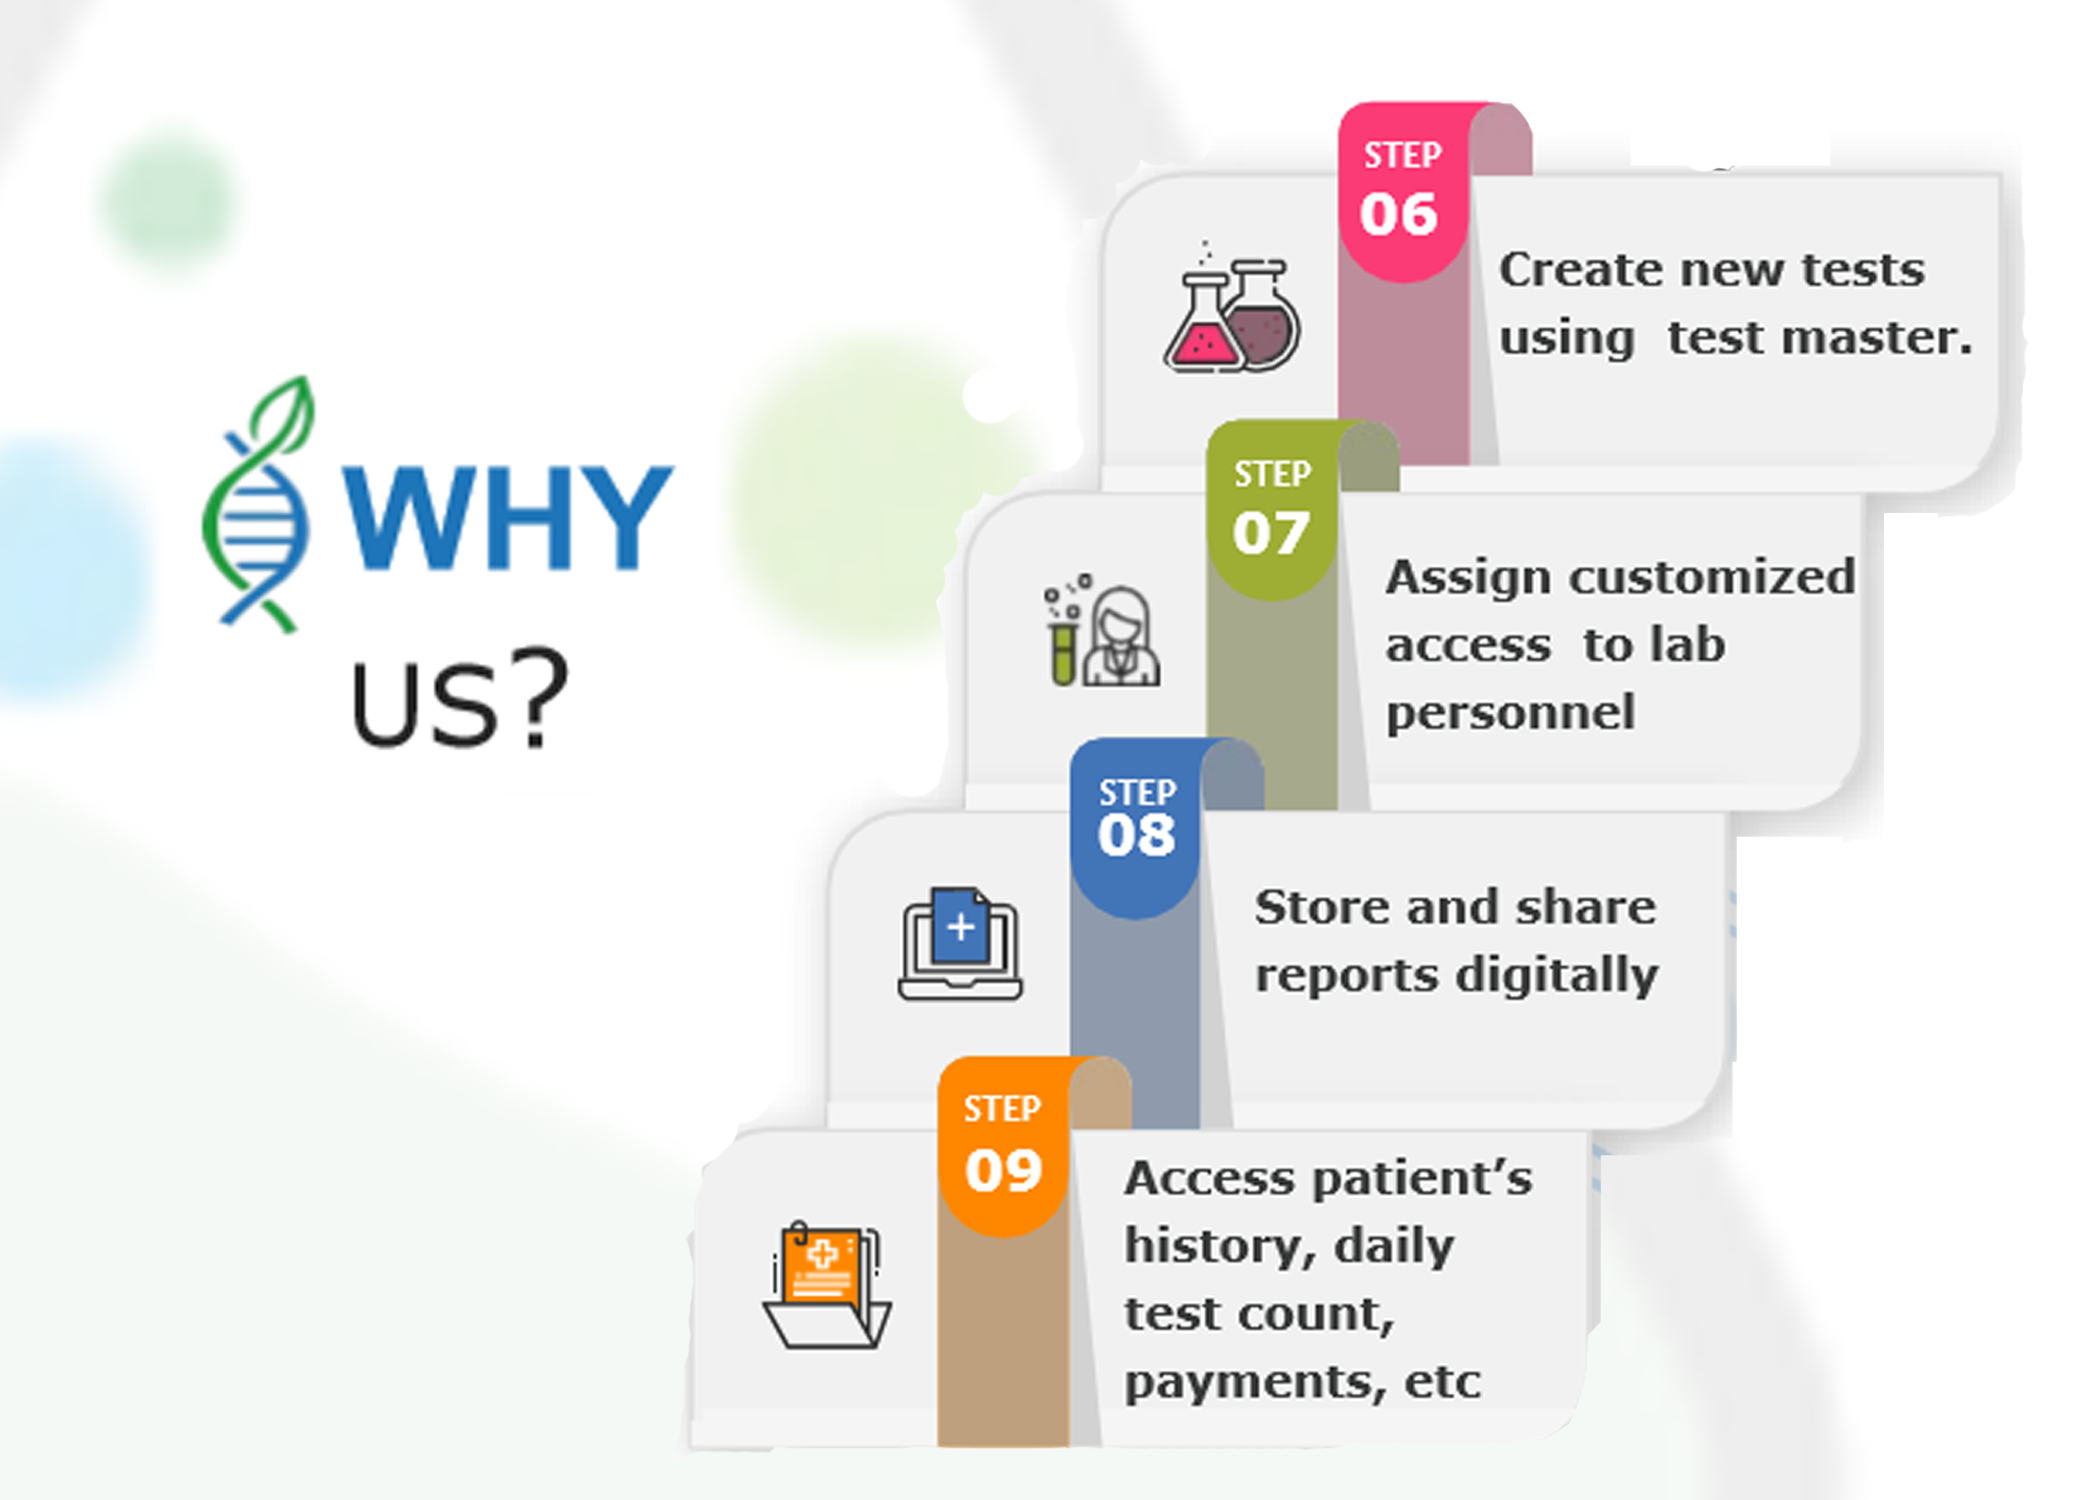 WHY
US?
STEP
06
Create new tests
using  test master.
STEP
07
Assign customized
access  to lab
personnel
STEP
08
Store and share
reports digitally
STEP
09
Access patient’s
history, daily
test count,
payments, etc